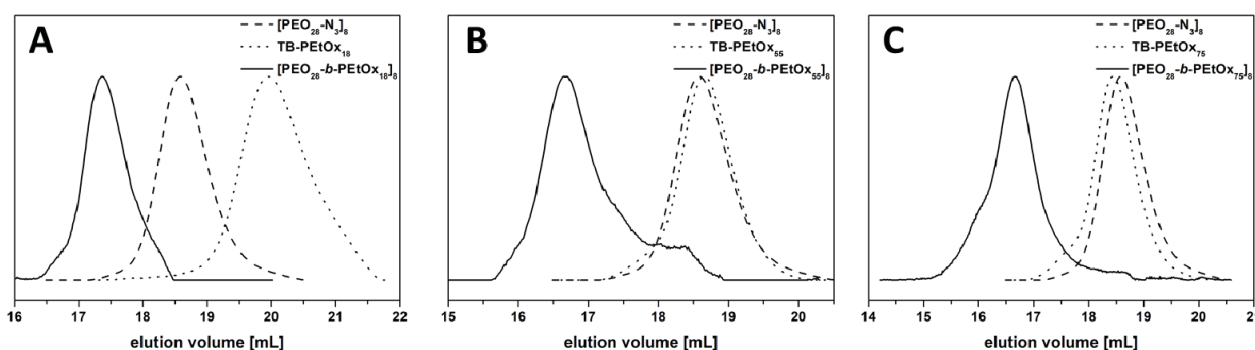 A
[PEO28-N3]8
TB-PEtOx18
[PEO28-b-PEtOx18]8
16 17 18 19 20 21 22
elution volume [mL]
B
[PEO28-N3]8
TB-PEtOx55
[PEO28-b-PEtOx55]8
15 16 17 18 19 20
elution volume [mL]
C
[PEO28-N3]8
TB-PEtOx75
[PEO28-b-PEtOx75]8
14 15 16 17 18 19 20 2
elution volume [mL]